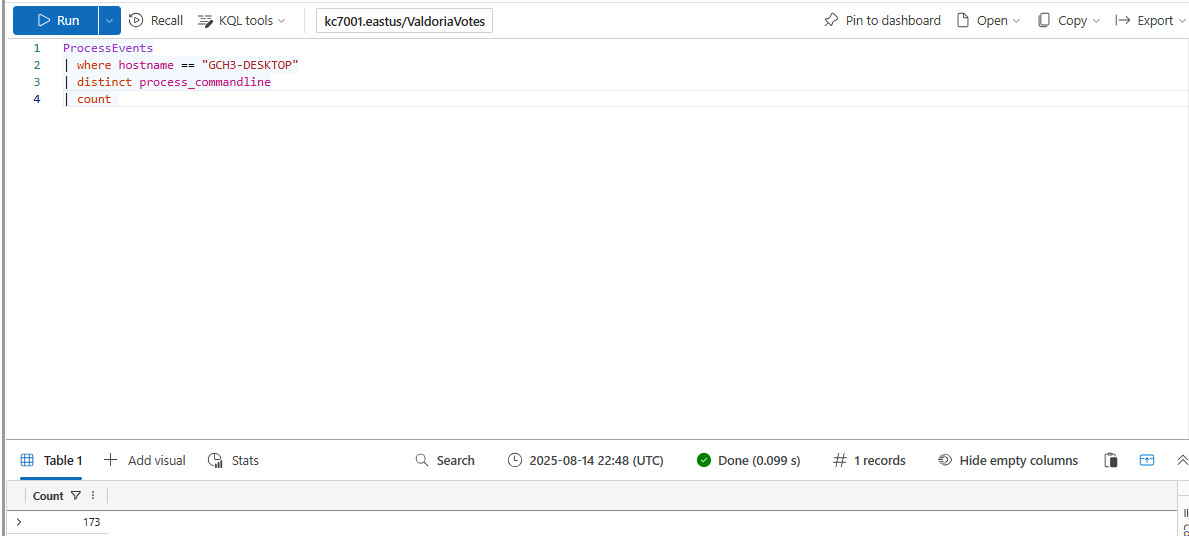 Run Recall KQL tools kc7001.eastus/ValdoriaVotes Pin to dashboard Open Copy Export
1 ProcessEvents
2 | where hostname == "GCH3-DESKTOP"
3 | distinct process_commandline
4 | count
Table 1 + Add visual Stats Search 2025-08-14 22:48 (UTC) Done (0.099 s) # 1 records Hide empty columns
Count
> 173